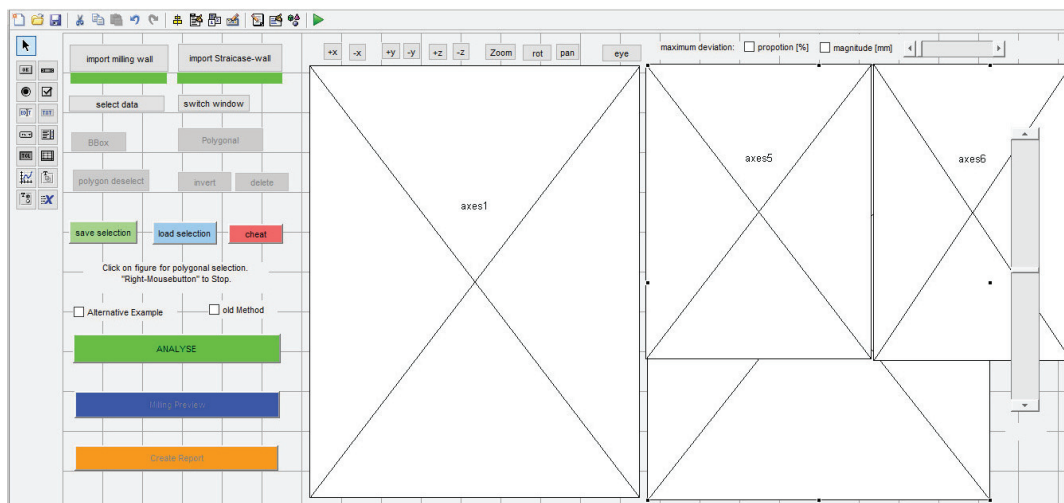 +x
-x
+y
-y
+z
-z
Zoom
rot
pan
eye
maximum deviation:
propotion [%]
magnitude [mm]
import milling wall
import Straicase-wall
select data
switch window
BBox
Polygonal
polygon deselect
invert
delete
save selection
load selection
cheat
Click on figure for polygonal selection.
"Right-Mousebutton" to Stop.
Alternative Example
old Method
ANALYSE
Milling Preview
Create Report
axes1
axes5
axes6